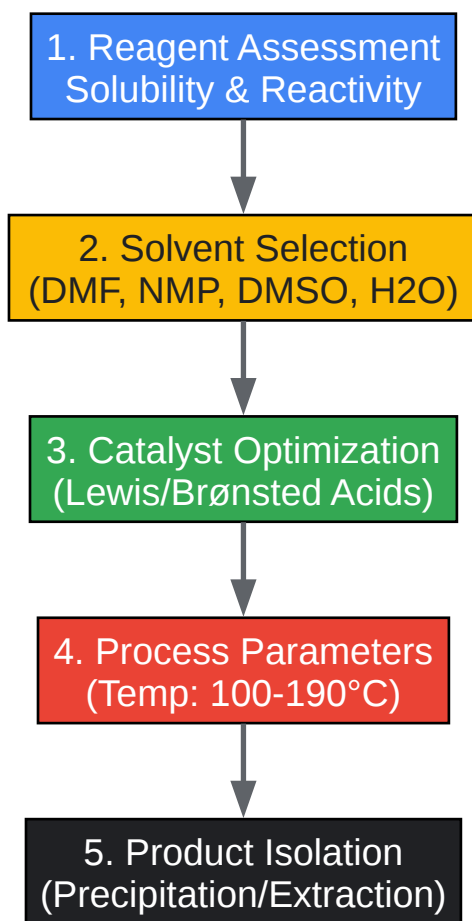 1. Reagent Assessment
Solubility & Reactivity
2. Solvent Selection
(DMF, NMP, DMSO, H2O)
3. Catalyst Optimization
(Lewis/Brønsted Acids)
4. Process Parameters
(Temp: 100-190°C)
5. Product Isolation
(Precipitation/Extraction)